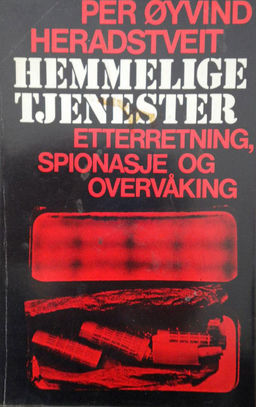 PER ØYVIND
HERADSTVEIT
HEMMELIGE
TJENESTER
ETTERRETNING,
SPIONASJE OG
OVERVÅKING